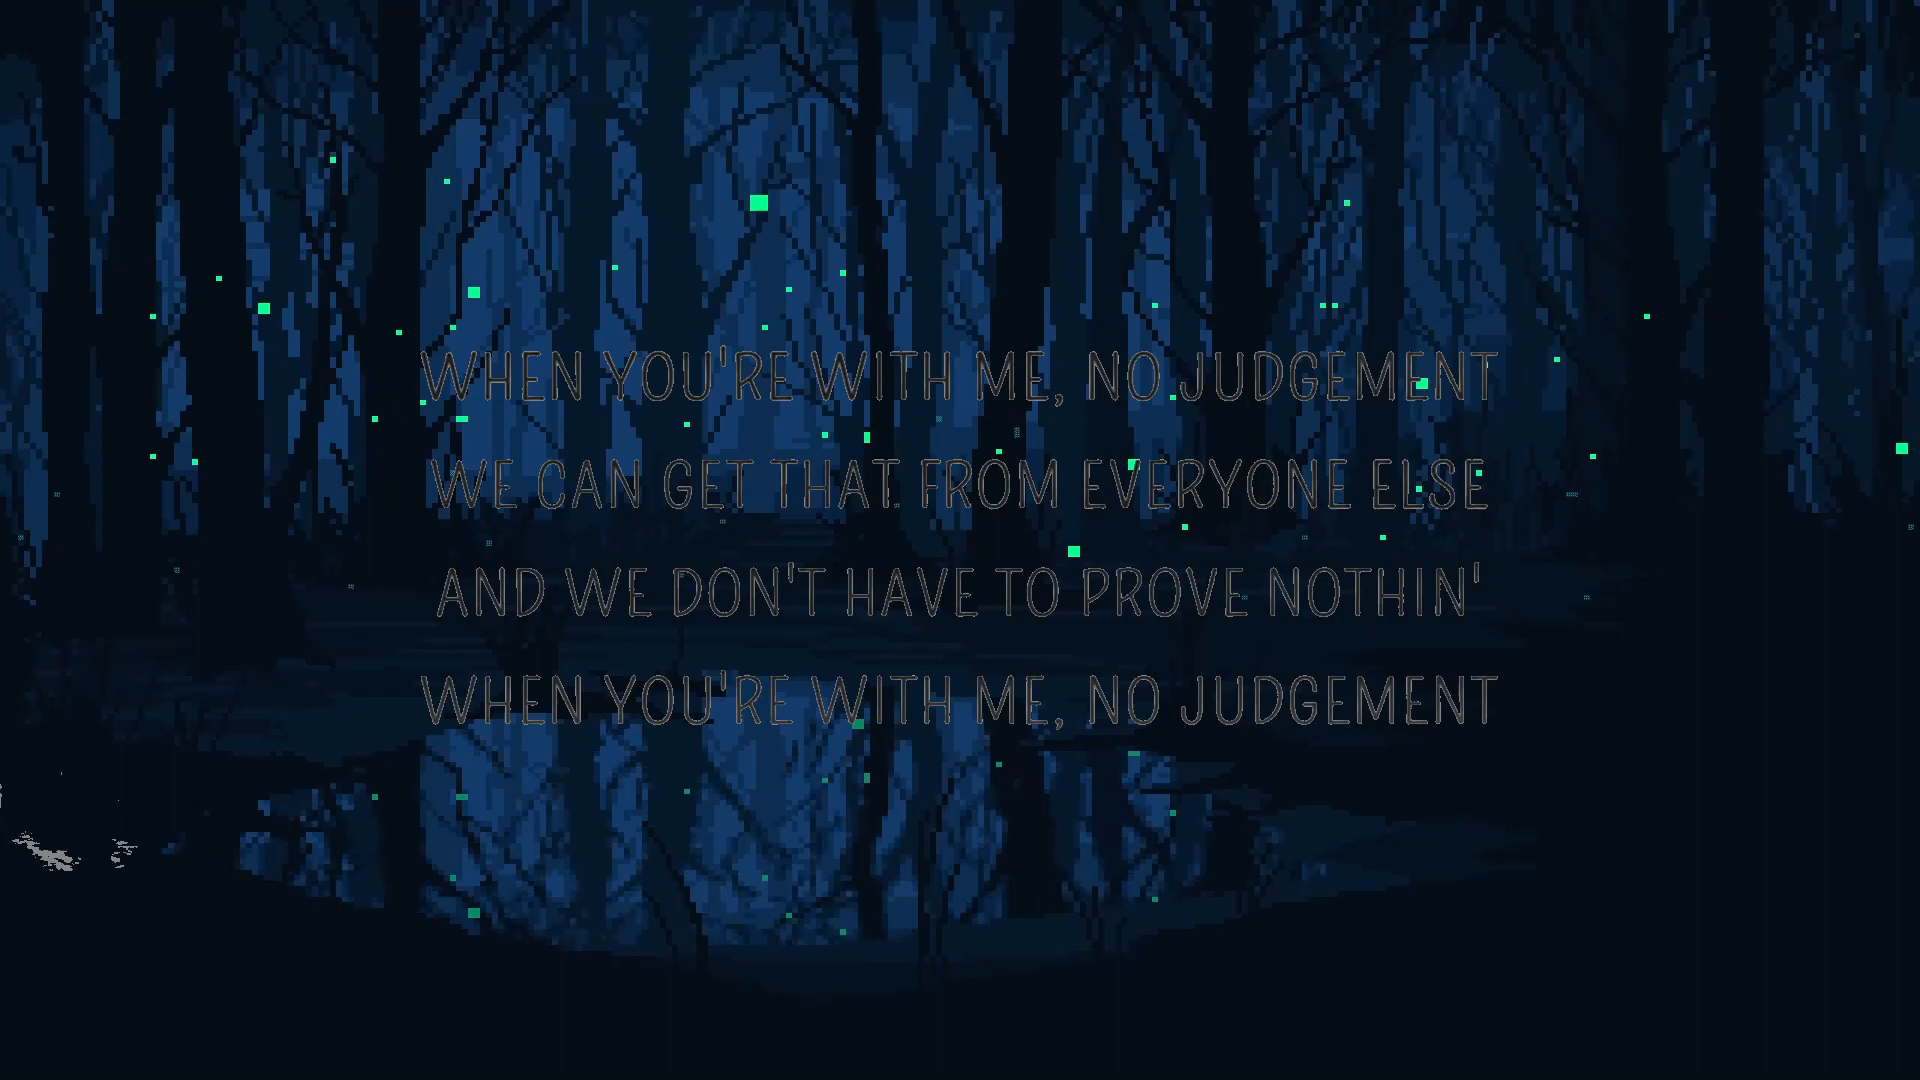 WHEN YOU'RE WITH ME, NO JUDGEMENT
WE CAN GET THAT FROM EVERYONE ELSE
AND WE DON'T HAVE TO PROVE NOTHIN'
WHEN YOU'RE WITH ME, NO JUDGEMENT